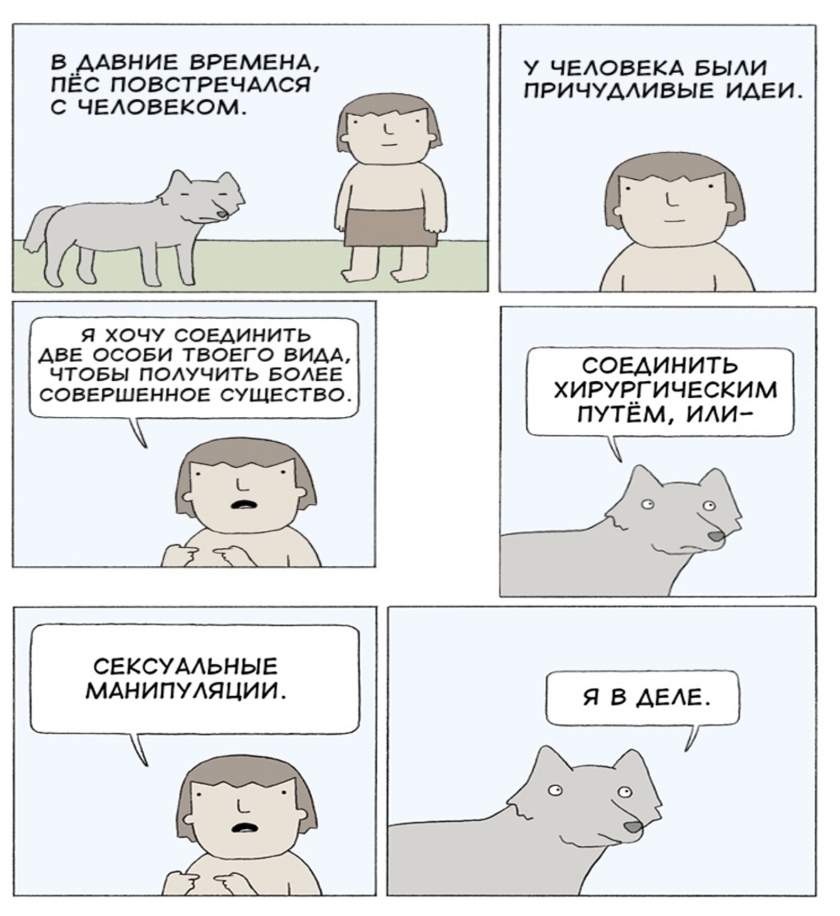 В ДАВНИЕ ВРЕМЕНА,
ПЁС ПОВСТРЕЧАЛСЯ
С ЧЕЛОВЕКОМ.
У ЧЕЛОВЕКА БЫЛИ
ПРИЧУДЛИВЫЕ ИДЕИ.
Я ХОЧУ СОЕДИНИТЬ
ДВЕ ОСОБИ ТВОЕГО ВИДА,
ЧТОБЫ ПОЛУЧИТЬ БОЛЕЕ
СОВЕРШЕННОЕ СУЩЕСТВО.
СОЕДИНИТЬ
ХИРУРГИЧЕСКИМ
ПУТЁМ, ИЛИ-
СЕКСУАЛЬНЫЕ
МАНИПУЛЯЦИИ.
Я В ДЕЛЕ.